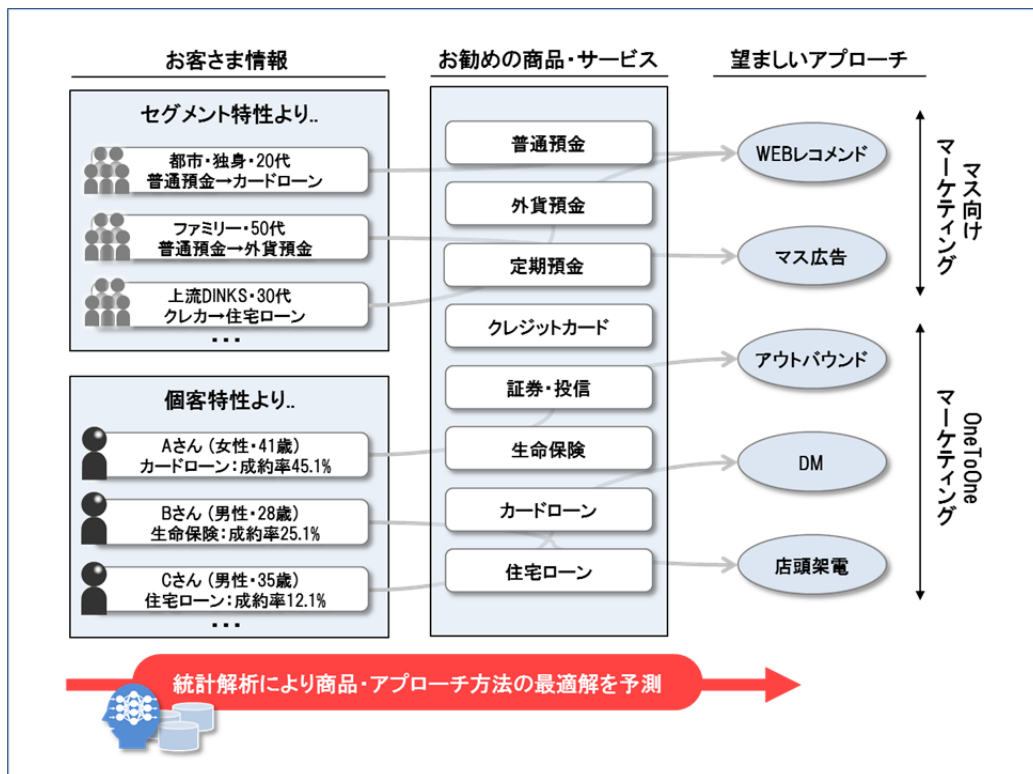 お客さま情報
お勧めの商品・サービス
望ましいアプローチ
セグメント特性より..
都市・独身・20代
普通預金→カードローン
ファミリー・50代
普通預金→外貨預金
上流DINKS・30代
クレカ→住宅ローン
・・・
個客特性より..
Aさん (女性・41歳)
カードローン：成約率45.1%
Bさん (男性・28歳)
生命保険：成約率25.1%
Cさん (男性・35歳)
住宅ローン：成約率12.1%
・・・
普通預金
外貨預金
定期預金
クレジットカード
証券・投信
生命保険
カードローン
住宅ローン
WEBレコメンド
マス広告
アウトバウンド
DM
店頭架電
マス向け
マーケティング
OneToOne
マーケティング
統計解析により商品・アプローチ方法の最適解を予測